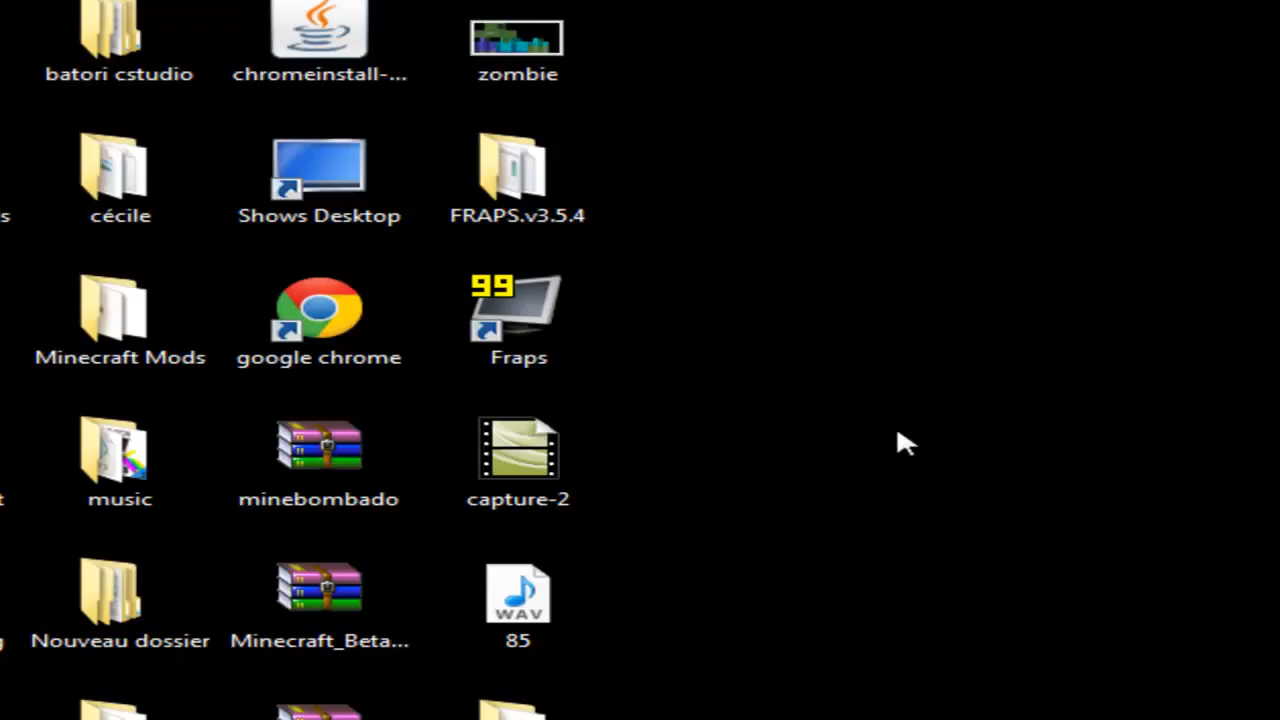 batori cstudio
chromeinstall-...
zombie
s
cécile
Shows Desktop
FRAPS.v3.5.4
99
Minecraft Mods
google chrome
Fraps
t
music
minebombado
capture-2
WAV
g
Nouveau dossier
Minecraft_Beta...
85